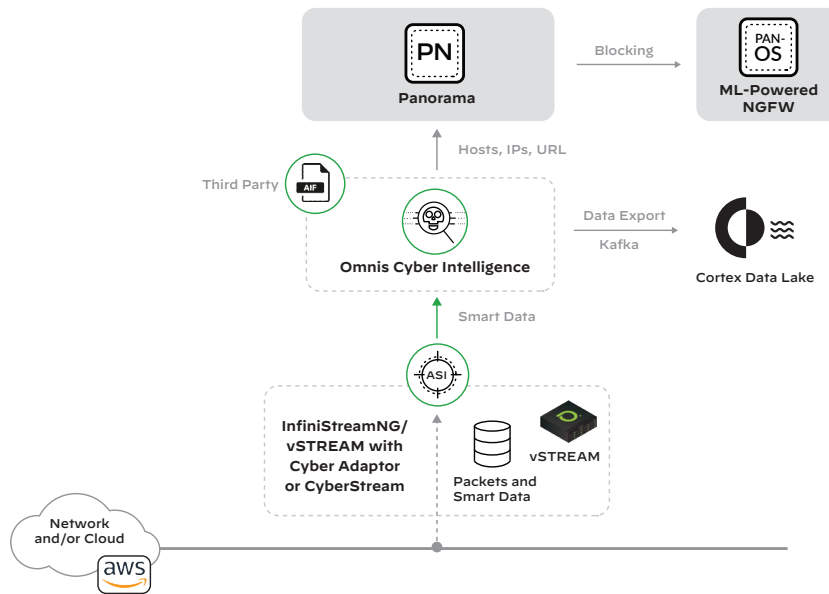 PN
Panorama
Blocking
PAN-
OS
ML-Powered
NGFW
Hosts, IPs, URL
Third Party
AIF
Omnis Cyber Intelligence
Data Export
Kafka
Cortex Data Lake
Smart Data
ASI
InfiniStreamNG/
vSTREAM with
Cyber Adaptor
or CyberStream
Packets and
Smart Data
vSTREAM
Network
and/or Cloud
aws